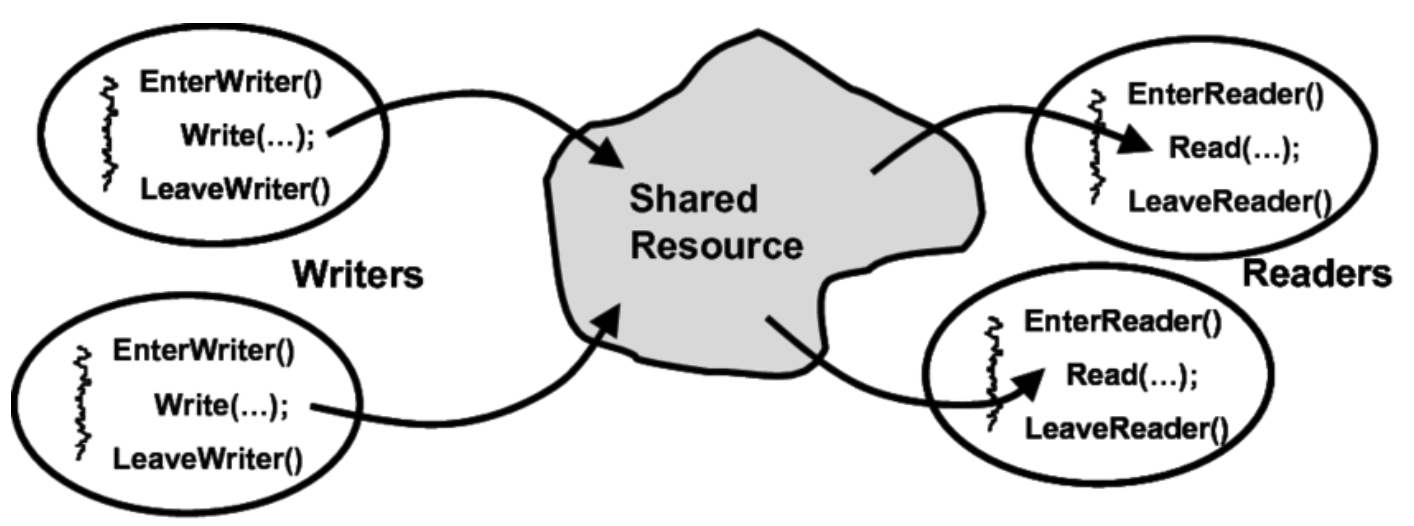 EnterWriter()
Write(...);
LeaveWriter()
Writers
EnterWriter()
Write(...);
LeaveWriter()
Shared
Resource
EnterReader()
Read(...);
LeaveReader()
Readers
EnterReader()
Read(...);
LeaveReader()